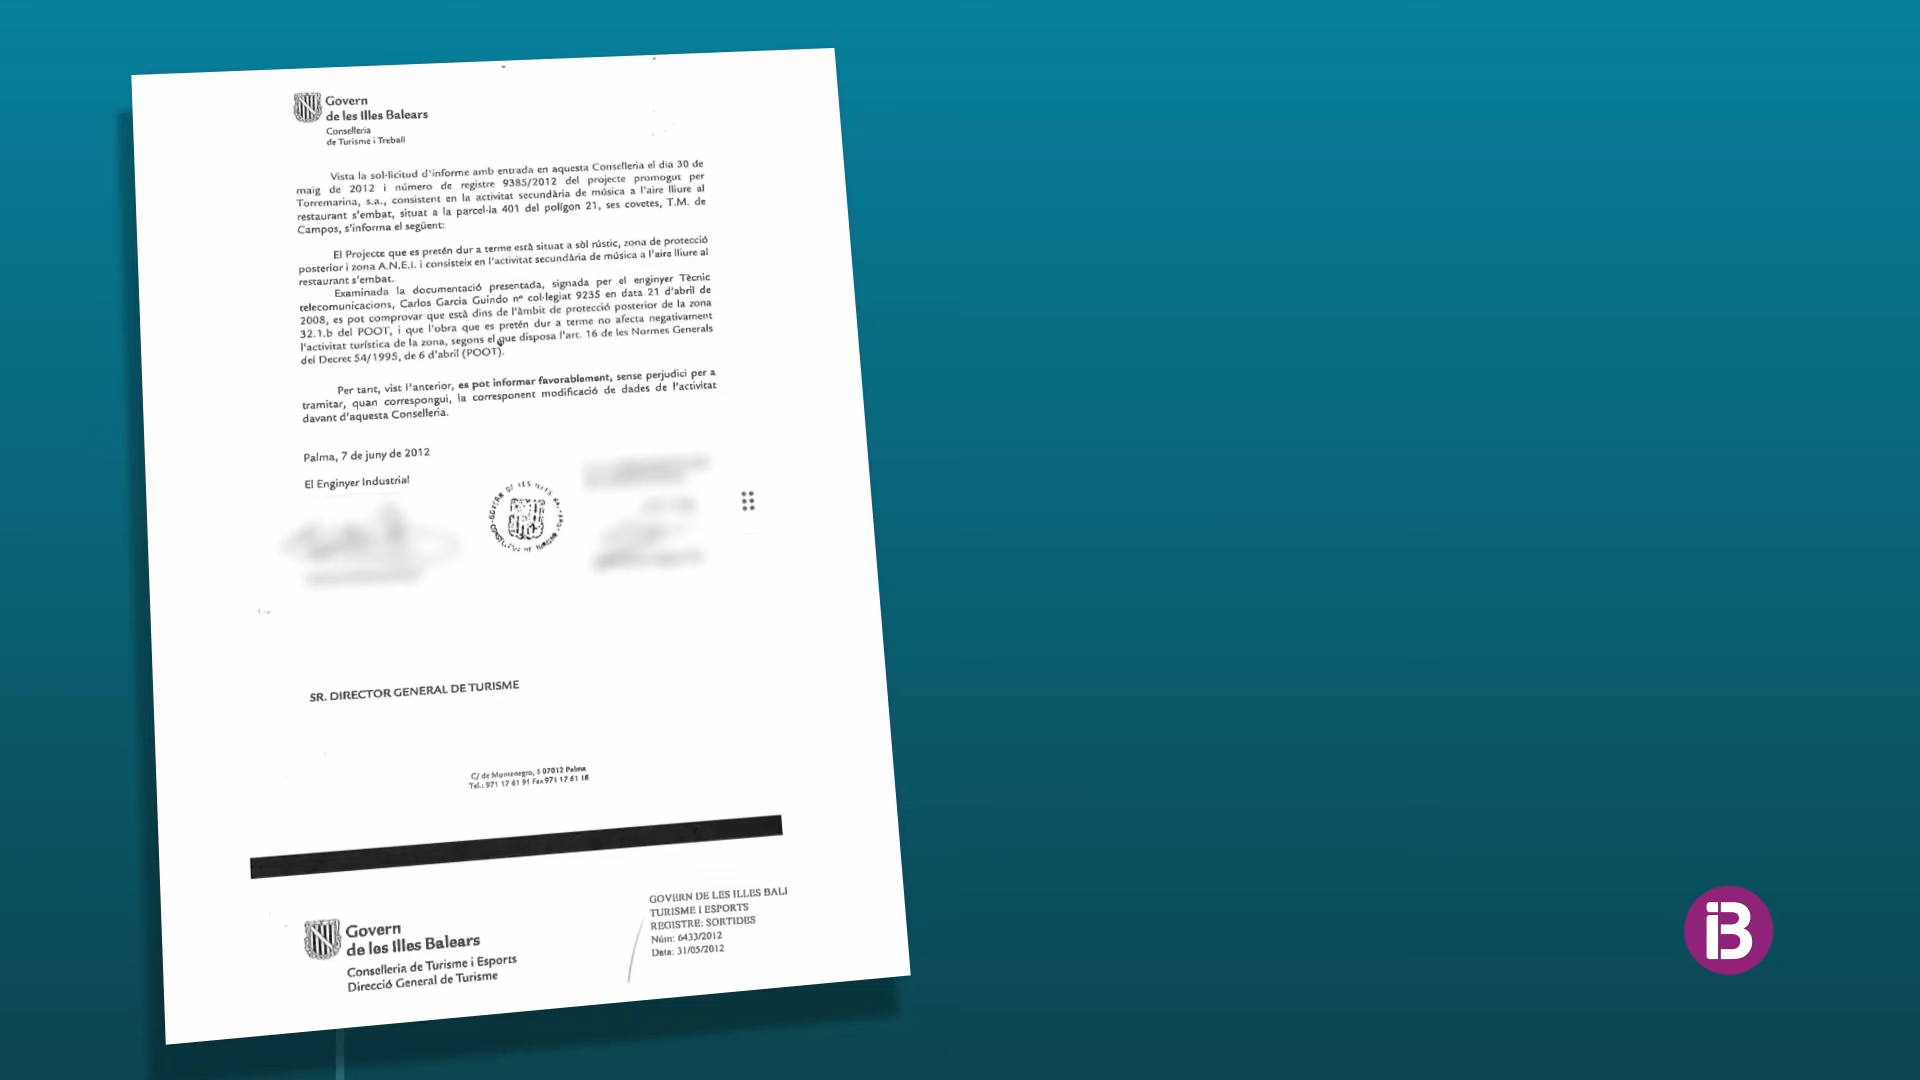 Govern
de les Illes Balears
Conselleria
de Turisme i Treball
Vista la sol·licitud d'informe amb entrada en aquesta Conselleria el dia 30 de
maig de 2012 i número de registre 9385/2012 del projecte promogut per
Torremarina, s.a., consistent en la activitat secundària de música a l'aire lliure al
restaurant s'embat, situat a la parcel·la 401 del polígon 21, ses covetes, T.M. de
Campos, s'informa el següent:
El Projecte que es pretén dur a terme està situat a sòl rústic, zona de protecció
posterior i zona A.N.E.I. i consisteix en l'activitat secundària de música a l'aire lliure al
restaurant s'embat.
Examinada la documentació presentada, signada per el enginyer Tècnic
telecomunicacions, Carlos Garcia Guindo nº col·legiat 9235 en data 21 d'abril de
2008, es pot comprovar que està dins de l'àmbit de protecció posterior de la zona
32.1.b del POOT, i que l'obra que es pretén dur a terme no afecta negativament
l'activitat turística de la zona, segons el que disposa l'arc. 16 de les Normes Generals
del Decret 54/1995, de 6 d'abril (POOT).
Per tant, vist l'anterior, es pot informar favorablement, sense perjudici per a
tramitar, quan correspongui, la corresponent modificació de dades de l'activitat
davant d'aquesta Conselleria.
Palma, 7 de juny de 2012
El Enginyer Industrial
SR. DIRECTOR GENERAL DE TURISME
C/ de Montenegro, 5 07012 Palma
Tel.: 971 17 61 91 Fax 971 17 61 18
GOVERN DE LES ILLES BALI
TURISME I ESPORTS
REGISTRE: SORTIDES
Núm: 6433/2012
Data: 31/05/2012
Govern
de les Illes Balears
Conselleria de Turisme i Esports
Direcció General de Turisme
IB